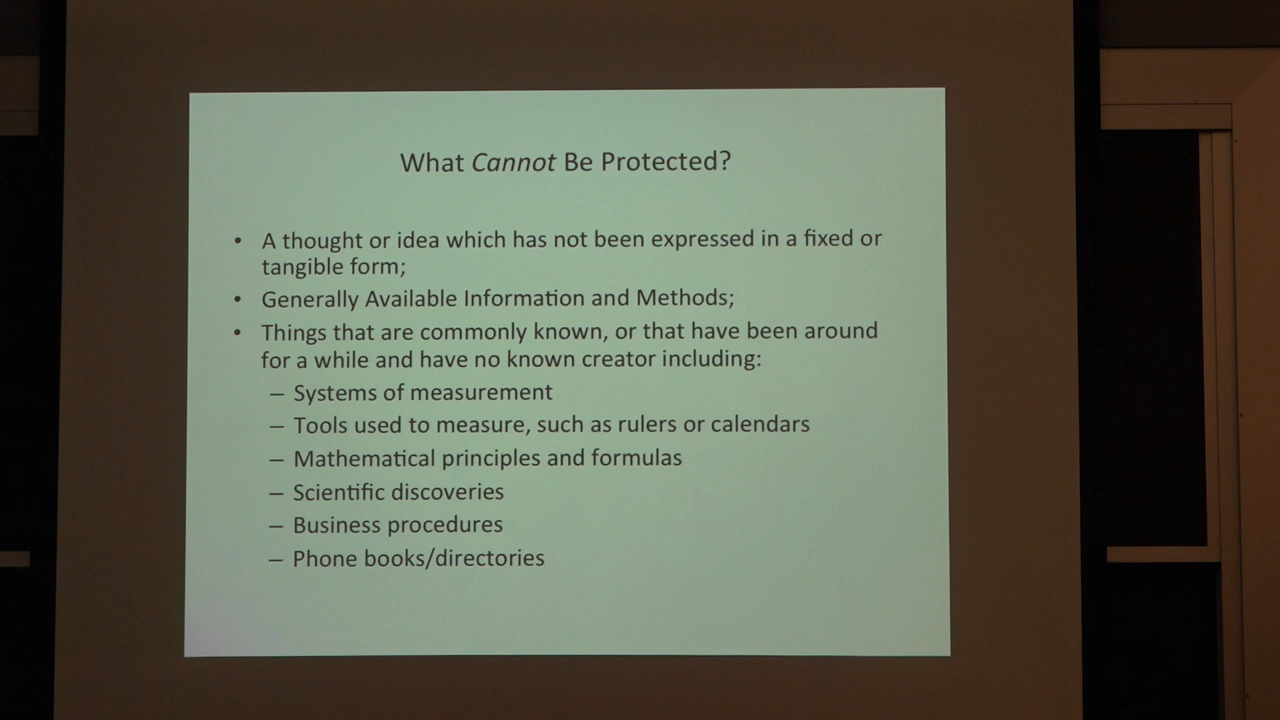 What Cannot Be Protected?
• A thought or idea which has not been expressed in a fixed or
tangible form;
• Generally Available Information and Methods;
• Things that are commonly known, or that have been around
for a while and have no known creator including:
– Systems of measurement
– Tools used to measure, such as rulers or calendars
– Mathematical principles and formulas
– Scientific discoveries
– Business procedures
– Phone books/directories